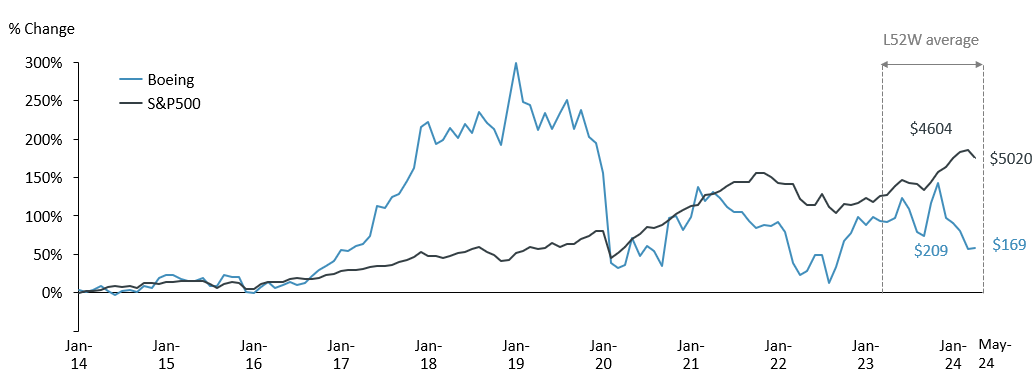 % Change
L52W average
300%
250%
200%
150%
100%
50%
0%
Boeing
S&P500
$4604
$5020
$209
$169
Jan-
14
Jan-
15
Jan-
16
Jan-
17
Jan-
18
Jan-
19
Jan-
20
Jan-
21
Jan-
22
Jan-
23
Jan-
24
May-
24